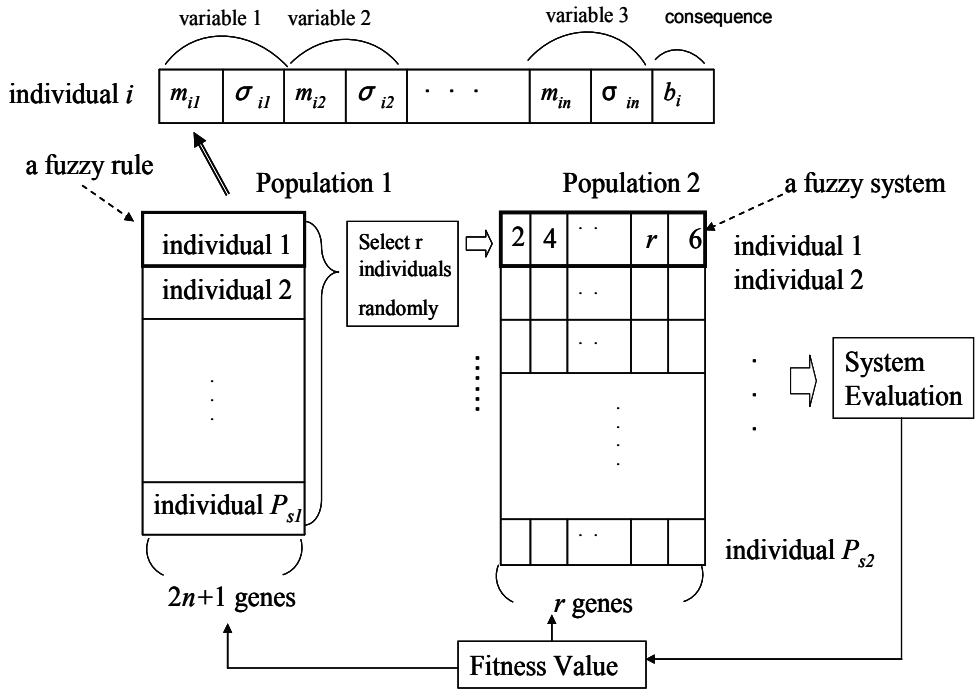 variable 1 variable 2 variable 3 consequence
individual i m_i1 σ_i1 m_i2 σ_i2 · · · m_in σ_in b_i
a fuzzy rule
Population 1 Population 2
a fuzzy system
individual 1
individual 2
individual P_s1
Select r
individuals
randomly
2 4 · · r 6
individual 1
individual 2
individual P_s2
System
Evaluation
2n+1 genes
r genes
Fitness Value